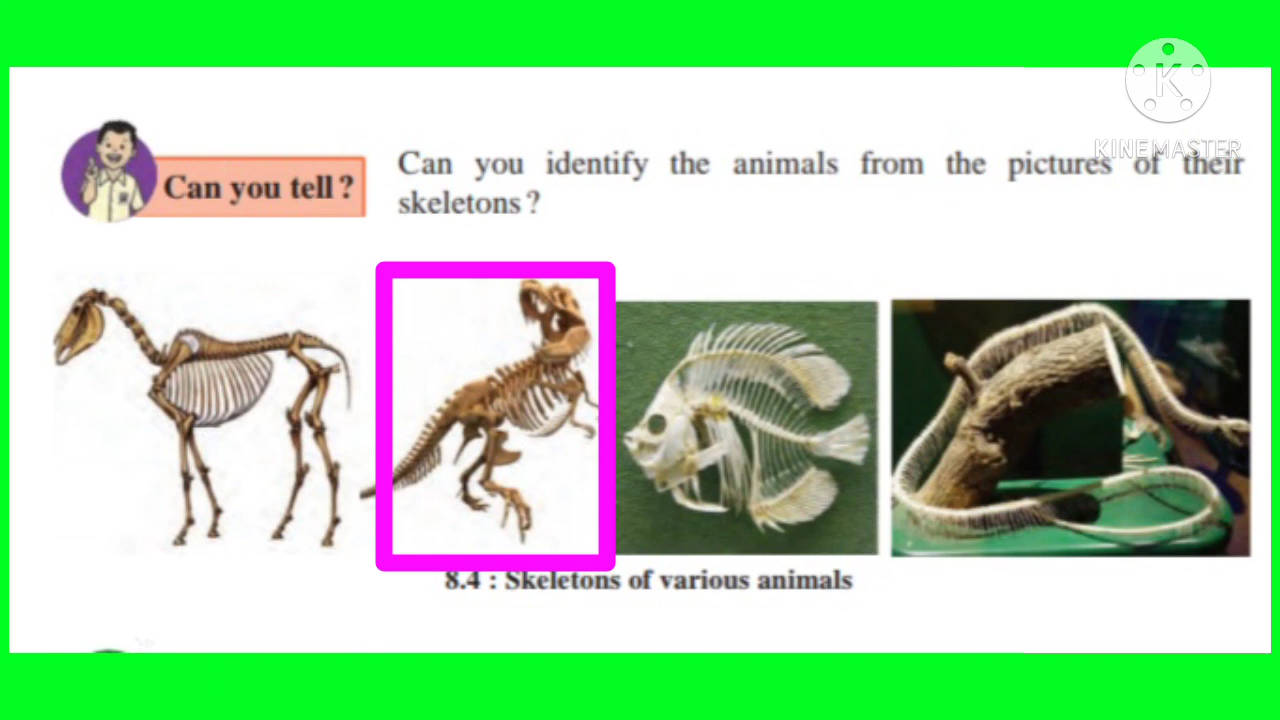 K
KINEMASTER
Can you tell ?
Can you identify the animals from the pictures of their
skeletons ?
8.4 : Skeletons of various animals